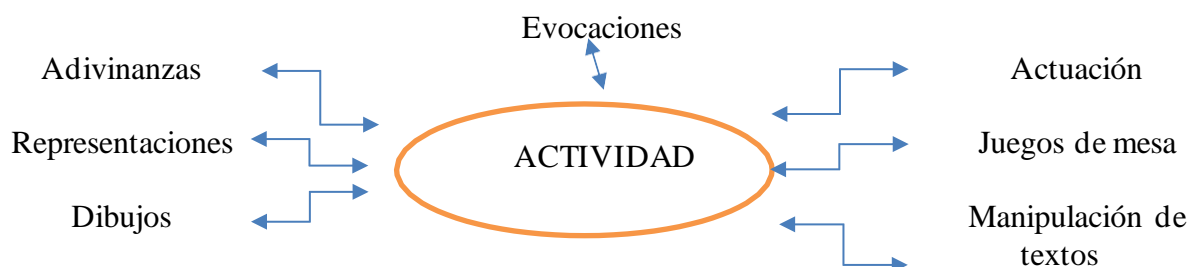 Evocaciones
Adivinanzas
Actuación
Representaciones
ACTIVIDAD
Juegos de mesa
Dibujos
Manipulación de
textos